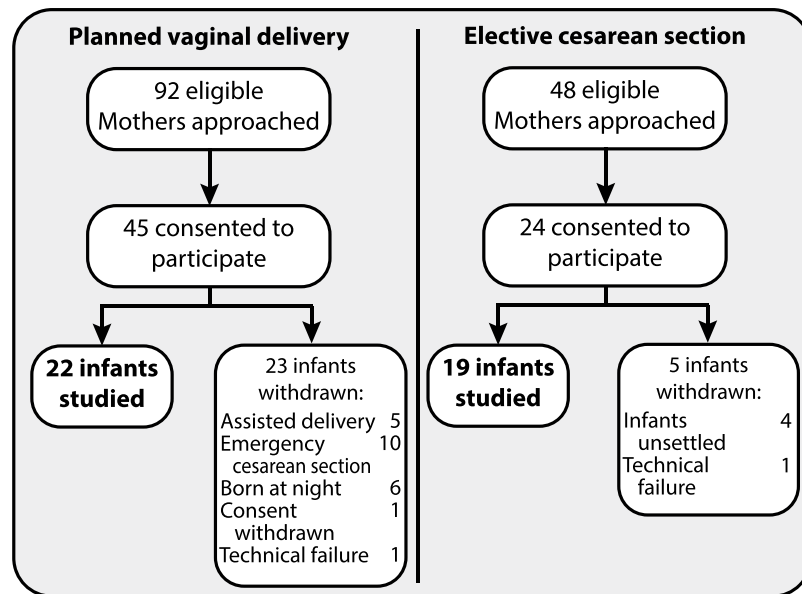 Planned vaginal delivery
92 eligible
Mothers approached
45 consented to
participate
22 infants
studied
23 infants
withdrawn:
Assisted delivery 5
Emergency 10
cesarean section
Born at night 6
Consent 1
withdrawn
Technical failure 1
Elective cesarean section
48 eligible
Mothers approached
24 consented to
participate
19 infants
studied
5 infants
withdrawn:
Infants 4
unsettled
Technical 1
failure